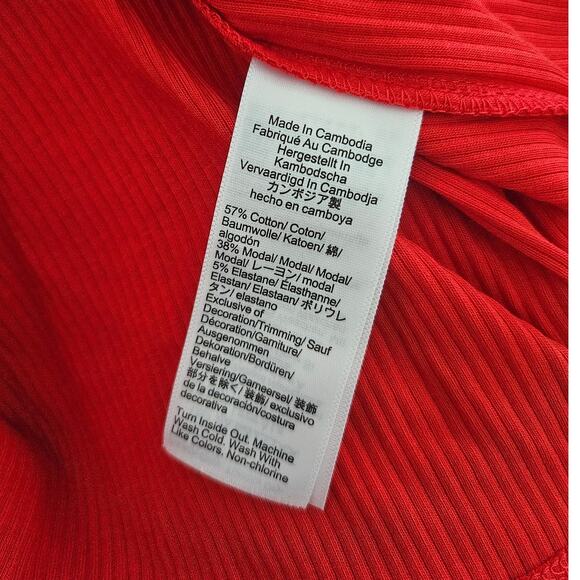 Made In Cambodia
Fabriqué Au Cambodge
Hergestellt In
Kambodscha
Vervaardigd In Cambodja
カンボジア製
hecho en camboya
57% Cotton/ Coton/
Baumwolle/ Katoen/ 綿/
algodón
38% Modal/ Modal/ Modal/
Modal/ レーヨン/ modal
5% Elastane/ Élasthanne/
Elastan/ Elastaan/ ポリウレ
タン/ elastano
Exclusive of
Decoration/Trimming/ Sauf
Décoration/Garniture/
Ausgenommen
Dekoration/Bordüren/
Behalve
Versiering/Gameersel/ 装飾
部分を除く/ 装飾/ exclusivo
de la decoración/costura
decorativa
Turn Inside Out. Machine
Wash Cold. Wash With
Like Colors. Non-chlorine